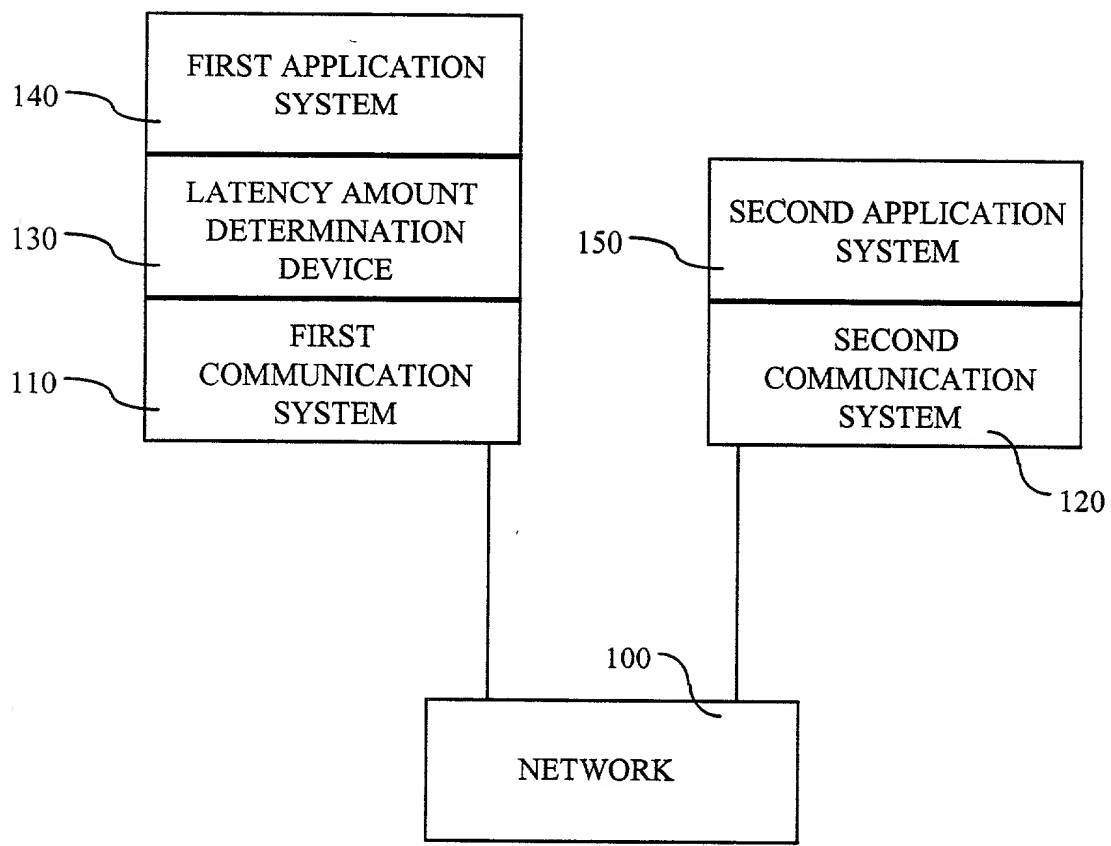 FIRST APPLICATION
SYSTEM
140
LATENCY AMOUNT
DETERMINATION
DEVICE
130
FIRST
COMMUNICATION
SYSTEM
110
SECOND APPLICATION
SYSTEM
150
SECOND
COMMUNICATION
SYSTEM
120
100
NETWORK